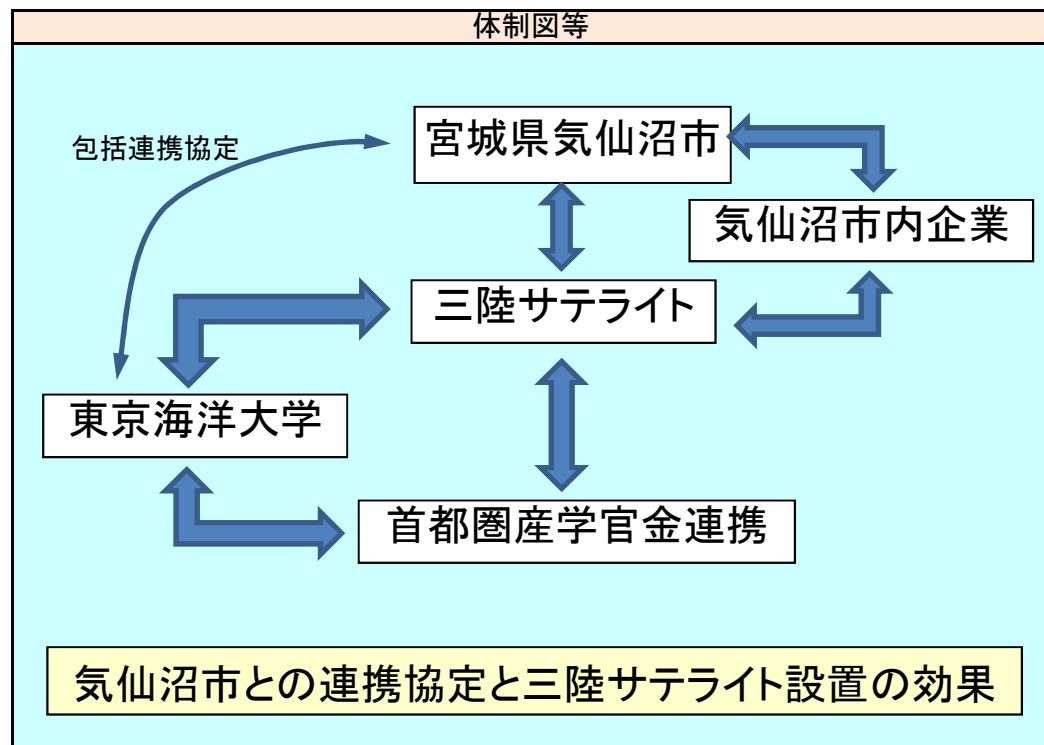 体制図等
包括連携協定
宮城県気仙沼市
気仙沼市内企業
三陸サテライト
東京海洋大学
首都圏産学官金連携
気仙沼市との連携協定と三陸サテライト設置の効果